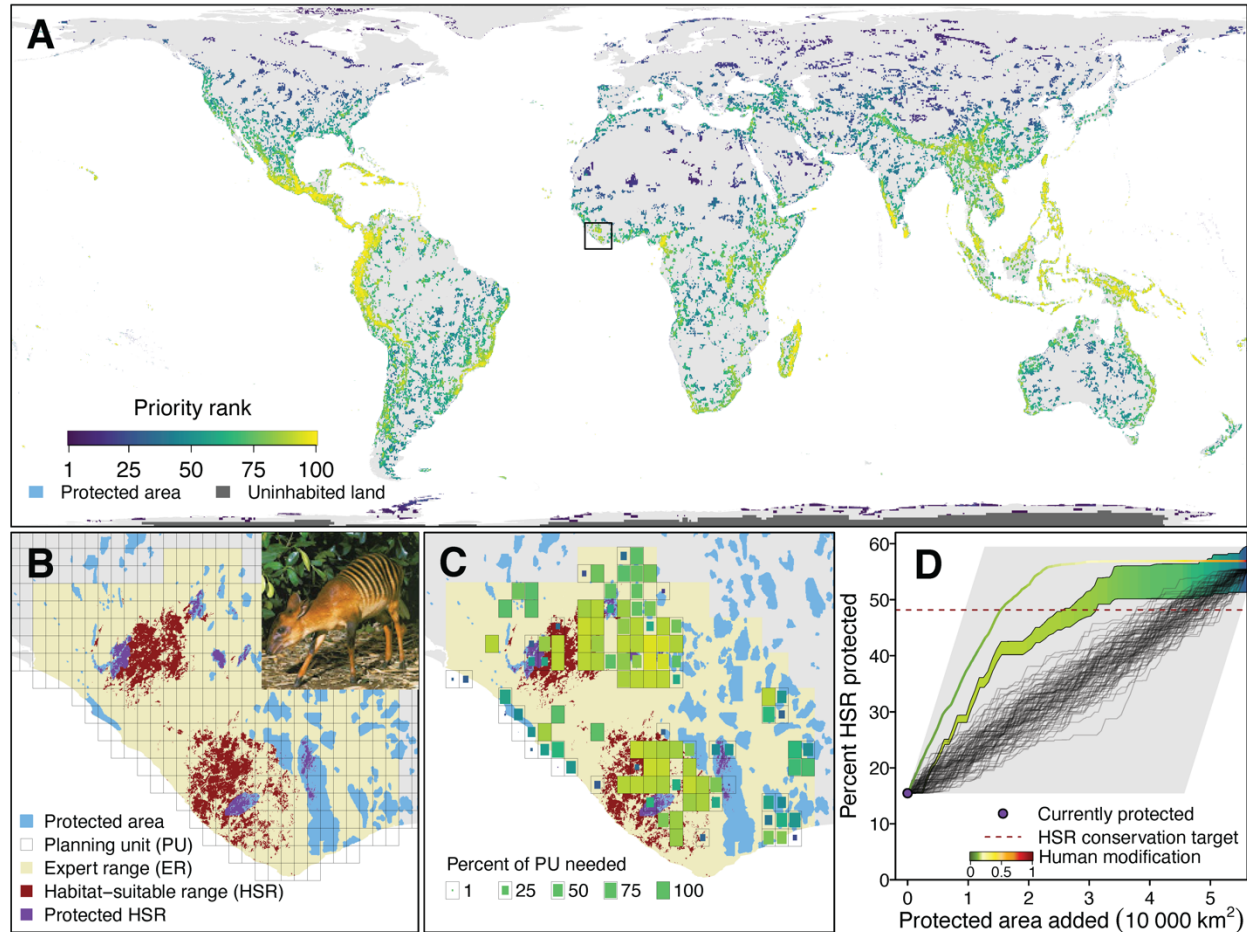 A
Priority rank
1 25 50 75 100
Protected area Uninhabited land
B
Protected area
Planning unit (PU)
Expert range (ER)
Habitat−suitable range (HSR)
Protected HSR
C
Percent of PU needed
1 25 50 75 100
D
Percent HSR protected
60
50
40
30
20
10
0
Currently protected
HSR conservation target
Human modification
0 0.5 1
0 1 2 3 4 5
Protected area added (10 000 km²)